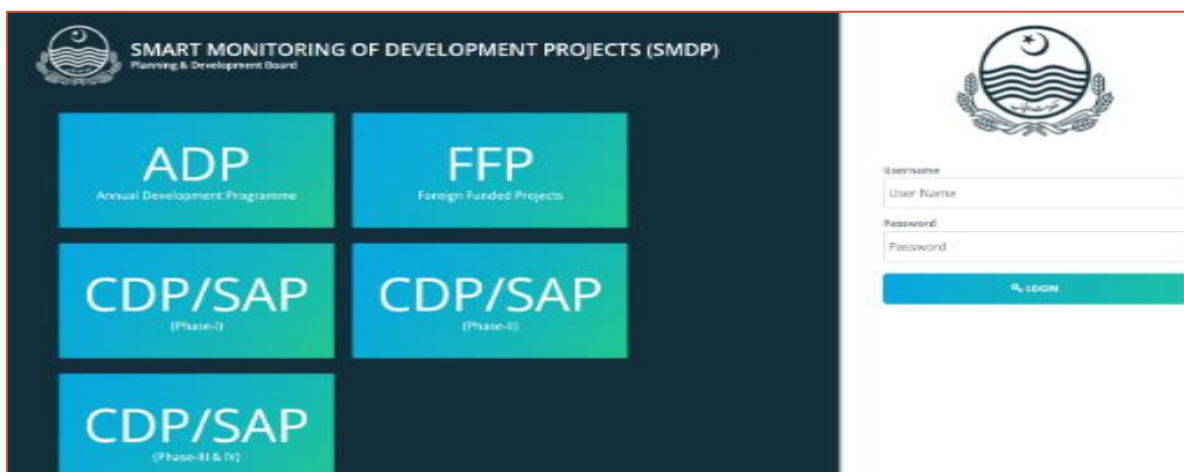 SMART MONITORING OF DEVELOPMENT PROJECTS (SMDP)
Planning & Development Board
ADP
Annual Development Programme
FFP
Foreign Funded Projects
CDP/SAP
(Phase-I)
CDP/SAP
(Phase-II)
CDP/SAP
(Phase-III & IV)
Username
User Name
Password
Password
LOGIN